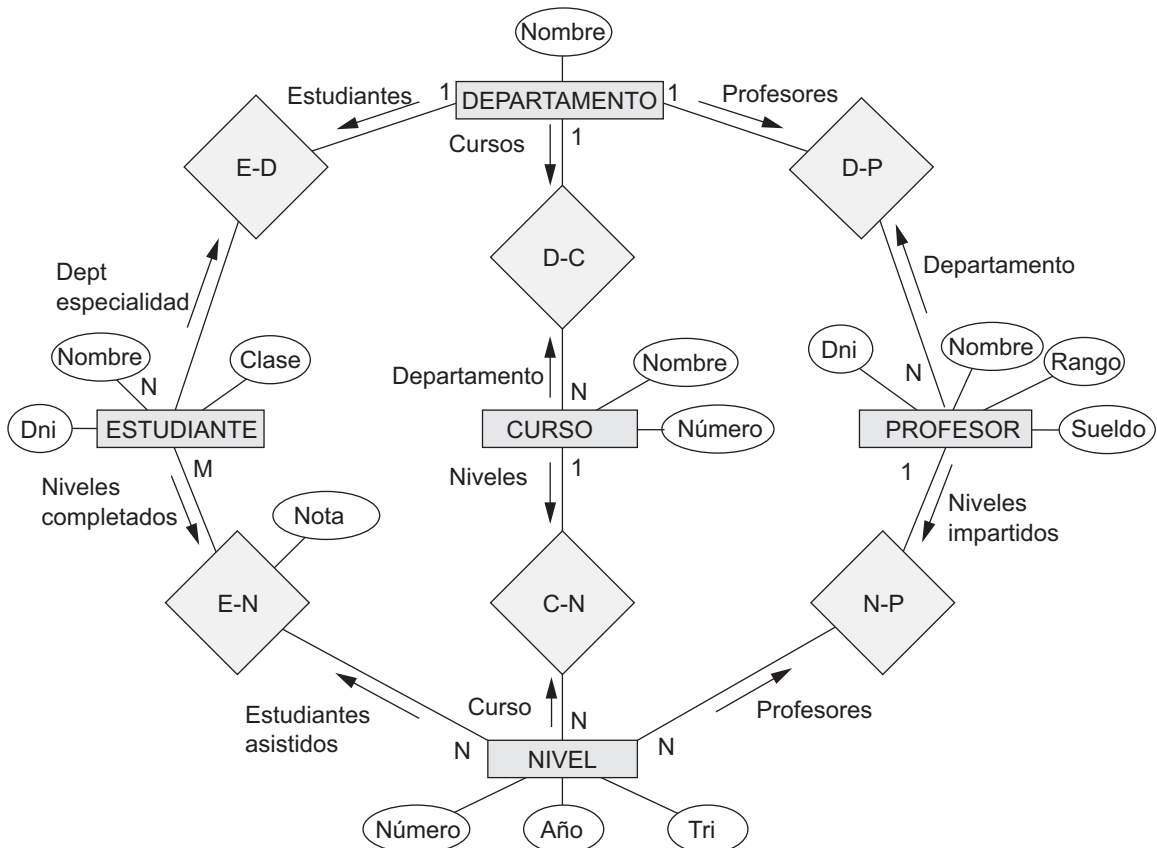 Nombre
Estudiantes
1
DEPARTAMENTO
1
Profesores
Cursos
1
E-D
D-P
D-C
Dept
especialidad
Departamento
Nombre
Clase
N
Departamento
N
Nombre
Dni
Nombre
Rango
N
Dni
ESTUDIANTE
CURSO
Número
PROFESOR
Sueldo
M
Niveles
completados
Niveles
1
1
Niveles
impartidos
Nota
E-N
C-N
N-P
Estudiantes
asistidos
Curso
N
Profesores
N
NIVEL
N
Número
Año
Tri